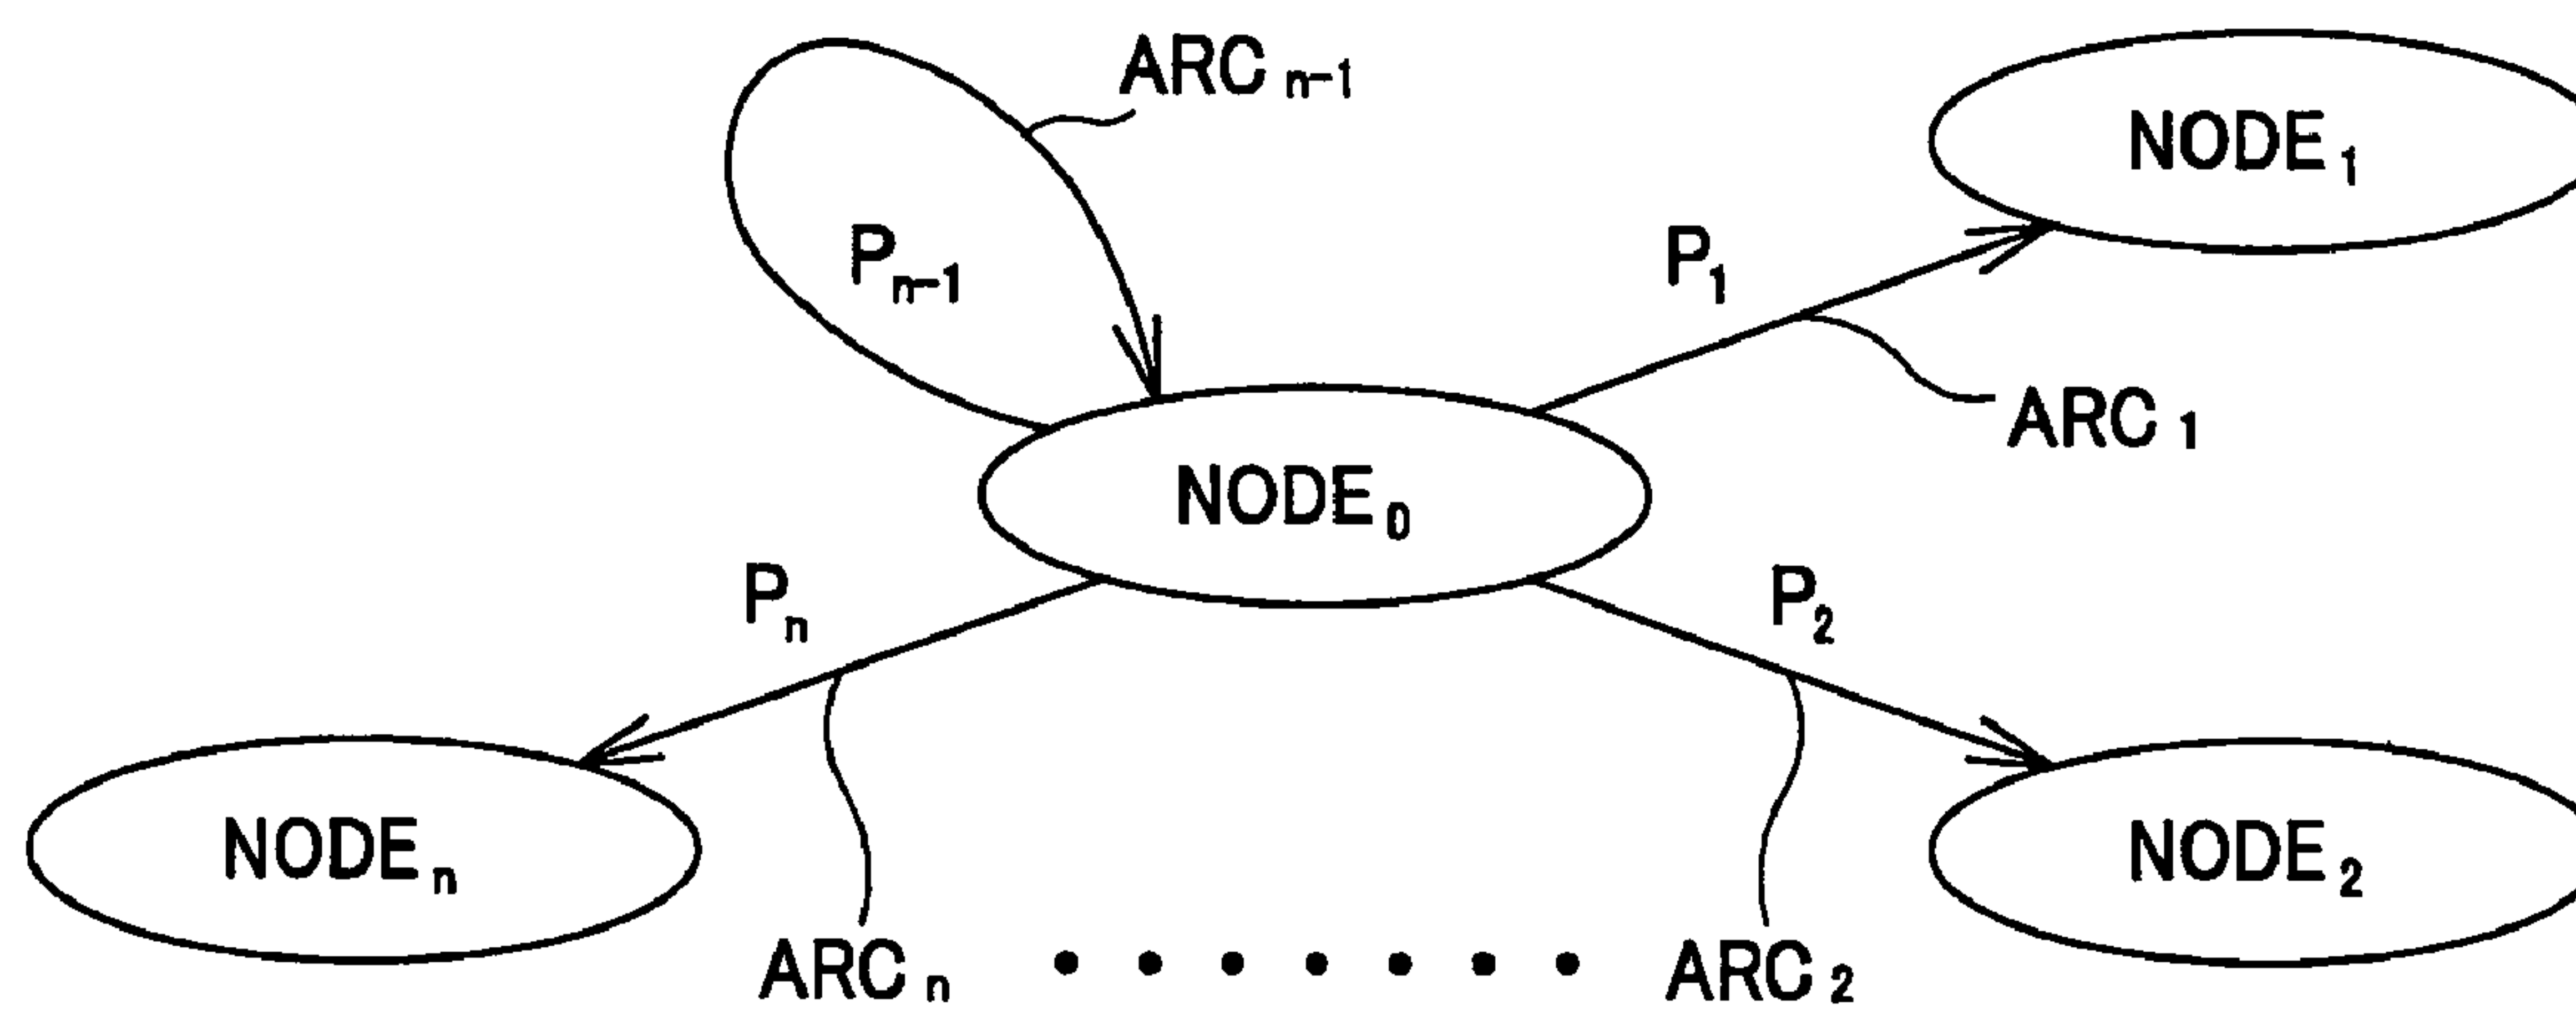 ARC n-1
NODE 1
P n-1
P 1
ARC 1
NODE 0
P n
P 2
NODE n
NODE 2
ARC n ....... ARC 2